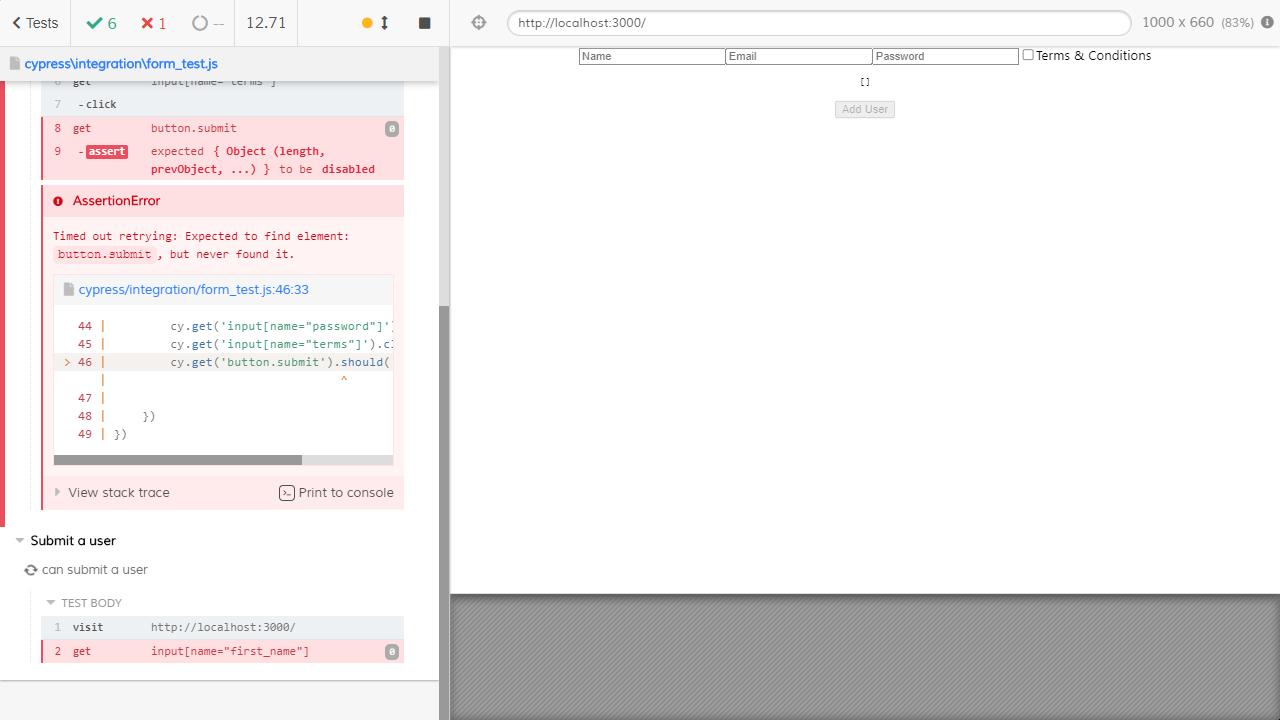 Tests
6
1
--
12.71
http://localhost:3000/
1000 x 660 (83%)
cypress\integration\form_test.js
6 get input[name="terms"]
7 -click
8 get button.submit 0
9 -assert expected { Object (length,
prevObject, ...) } to be disabled
AssertionError
Timed out retrying: Expected to find element:
button.submit, but never found it.
cypress/integration/form_test.js:46:33
44 | cy.get('input[name="password"]')
45 | cy.get('input[name="terms"]').cl
> 46 | cy.get('button.submit').should(
| ^
47 |
48 | })
49 | })
View stack trace
Print to console
Submit a user
can submit a user
TEST BODY
1 visit http://localhost:3000/
2 get input[name="first_name"] 0
Name
Email
Password
Terms & Conditions
[]
Add User